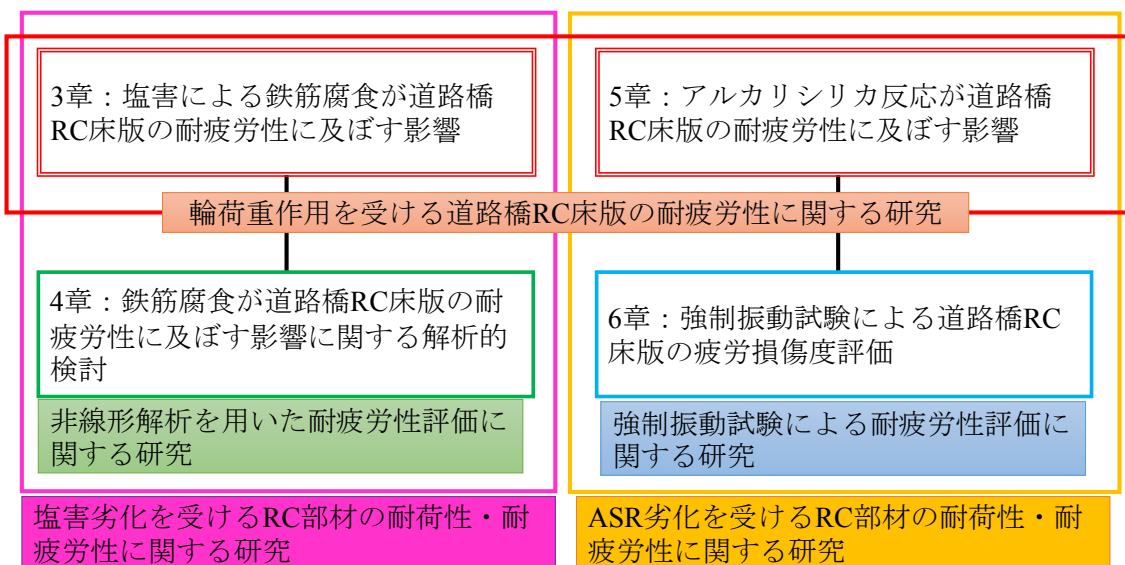 3章：塩害による鉄筋腐食が道路橋
RC床版の耐疲労性に及ぼす影響
5章：アルカリシリカ反応が道路橋
RC床版の耐疲労性に及ぼす影響
輪荷重作用を受ける道路橋RC床版の耐疲労性に関する研究
4章：鉄筋腐食が道路橋RC床版の耐
疲労性に及ぼす影響に関する解析的
検討
6章：強制振動試験による道路橋RC
床版の疲労損傷度評価
非線形解析を用いた耐疲労性評価に
関する研究
強制振動試験による耐疲労性評価に
関する研究
塩害劣化を受けるRC部材の耐荷性・耐
疲労性に関する研究
ASR劣化を受けるRC部材の耐荷性・耐
疲労性に関する研究